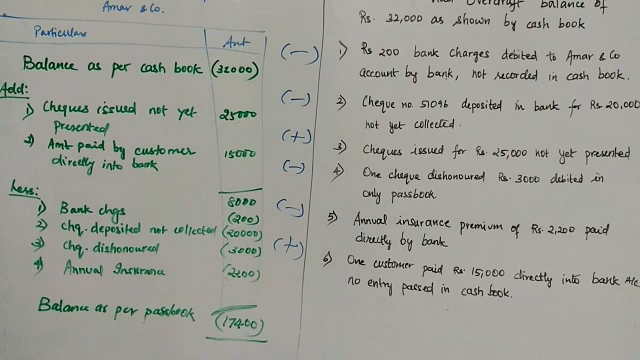 Amar & Co.
Particulars Amt
Balance as per cash book (32000)
Add:
1) Cheques issued not yet presented 25000
2) Amt paid by customer directly into bank 15000
8000
Less:
1) Bank chgs (200)
2) Chq. deposited not collected (20000)
3) Chq. dishonoured (3000)
4) Annual Insurance (2200)
Balance as per passbook (17400)
(-)
(-)
(+)
(-)
(-)
(+)
Overdraft balance of
Rs. 32,000 as shown by cash book
1) Rs 200 bank charges debited to Amar & Co
account by bank, not recorded in cash book.
2) Cheque no. 51096 deposited in bank for Rs 20,000
not yet collected.
3) Cheques issued for Rs. 25,000 not yet presented
4) One cheque dishonoured Rs. 3000 debited in
only passbook.
5) Annual insurance premium of Rs. 2,200 paid
directly by bank
6) One customer paid Rs 15,000 directly into bank A/c
no entry passed in cash book.